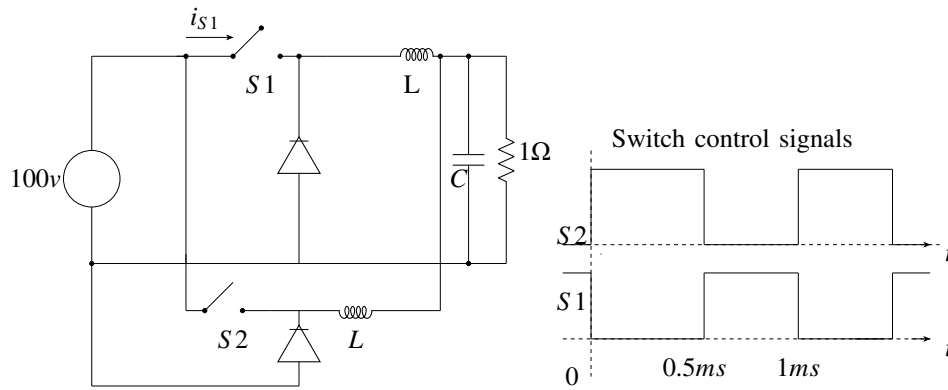 i_{S1}
S1
L
100v
C
1Ω
S2
L
Switch control signals
S2
t
S1
t
0
0.5ms
1ms